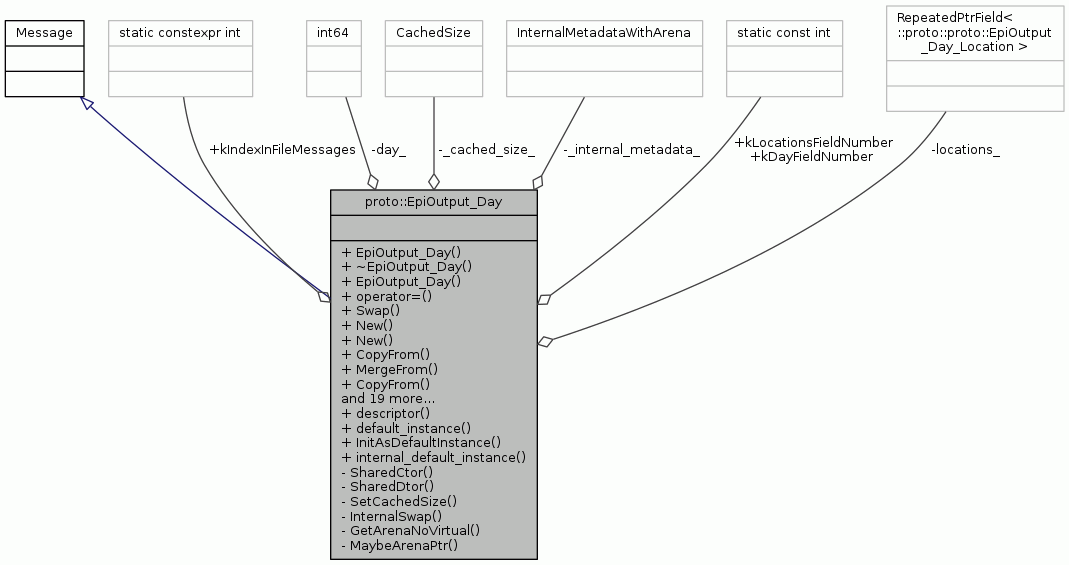 Message
static constexpr int
int64
CachedSize
InternalMetadataWithArena
static const int
RepeatedPtrField<
::proto::proto::EpiOutput
_Day_Location >
+kIndexInFileMessages
-day_
-_cached_size_
-_internal_metadata_
+kLocationsFieldNumber
+kDayFieldNumber
-locations_
proto::EpiOutput_Day
+ EpiOutput_Day()
+ ~EpiOutput_Day()
+ EpiOutput_Day()
+ operator=()
+ Swap()
+ New()
+ New()
+ CopyFrom()
+ MergeFrom()
+ CopyFrom()
and 19 more...
+ descriptor()
+ default_instance()
+ InitAsDefaultInstance()
+ internal_default_instance()
- SharedCtor()
- SharedDtor()
- SetCachedSize()
- InternalSwap()
- GetArenaNoVirtual()
- MaybeArenaPtr()